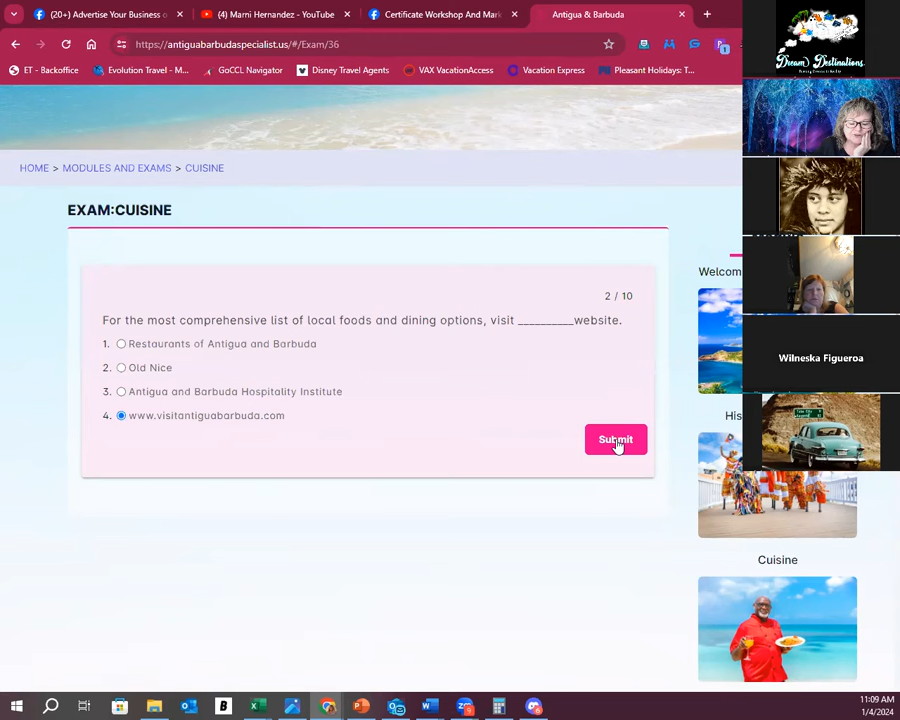 (20+) Advertise Your Business o
(4) Marni Hernandez - YouTube
Certificate Workshop And Mark
Antigua & Barbuda
https://antiguabarbudaspecialist.us/#/Exam/36
ET - Backoffice
Evolution Travel - M...
GoCCL Navigator
Disney Travel Agents
VAX VacationAccess
Vacation Express
Pleasant Holidays: T...
Dream Destinations
HOME > MODULES AND EXAMS > CUISINE
EXAM:CUISINE
2 / 10
For the most comprehensive list of local foods and dining options, visit __________website.
1. Restaurants of Antigua and Barbuda
2. Old Nice
3. Antigua and Barbuda Hospitality Institute
4. www.visitantiguabarbuda.com
Submit
Welcom
His
Cuisine
Wilneska Figueroa
11:09 AM
1/4/2024